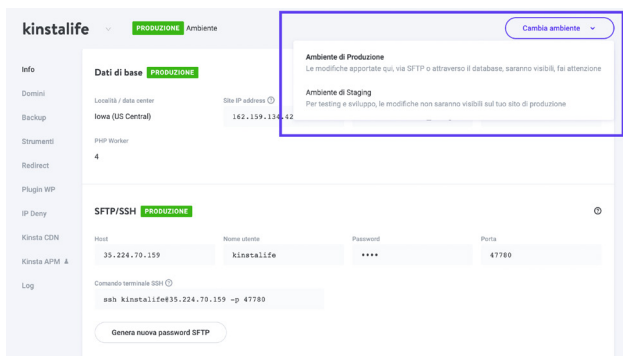 kinstalife PRODUZIONE Ambiente Cambia ambiente
Ambiente di Produzione
Le modifiche apportate qui, via SFTP o attraverso il database, saranno visibili, fai attenzione
Ambiente di Staging
Per testing e sviluppo, le modifiche non saranno visibili sul tuo sito di produzione
Info
Domini
Backup
Strumenti
Redirect
Plugin WP
IP Deny
Kinsta CDN
Kinsta APM
Log
Dati di base PRODUZIONE
Località / data center Site IP address
Iowa (US Central) 162.159.134.42
PHP Worker
4
SFTP/SSH PRODUZIONE
Host Nome utente Password Porta
35.224.70.159 kinstalife •••• 47780
Comando terminale SSH
ssh kinstalife@35.224.70.159 -p 47780
Genera nuova password SFTP